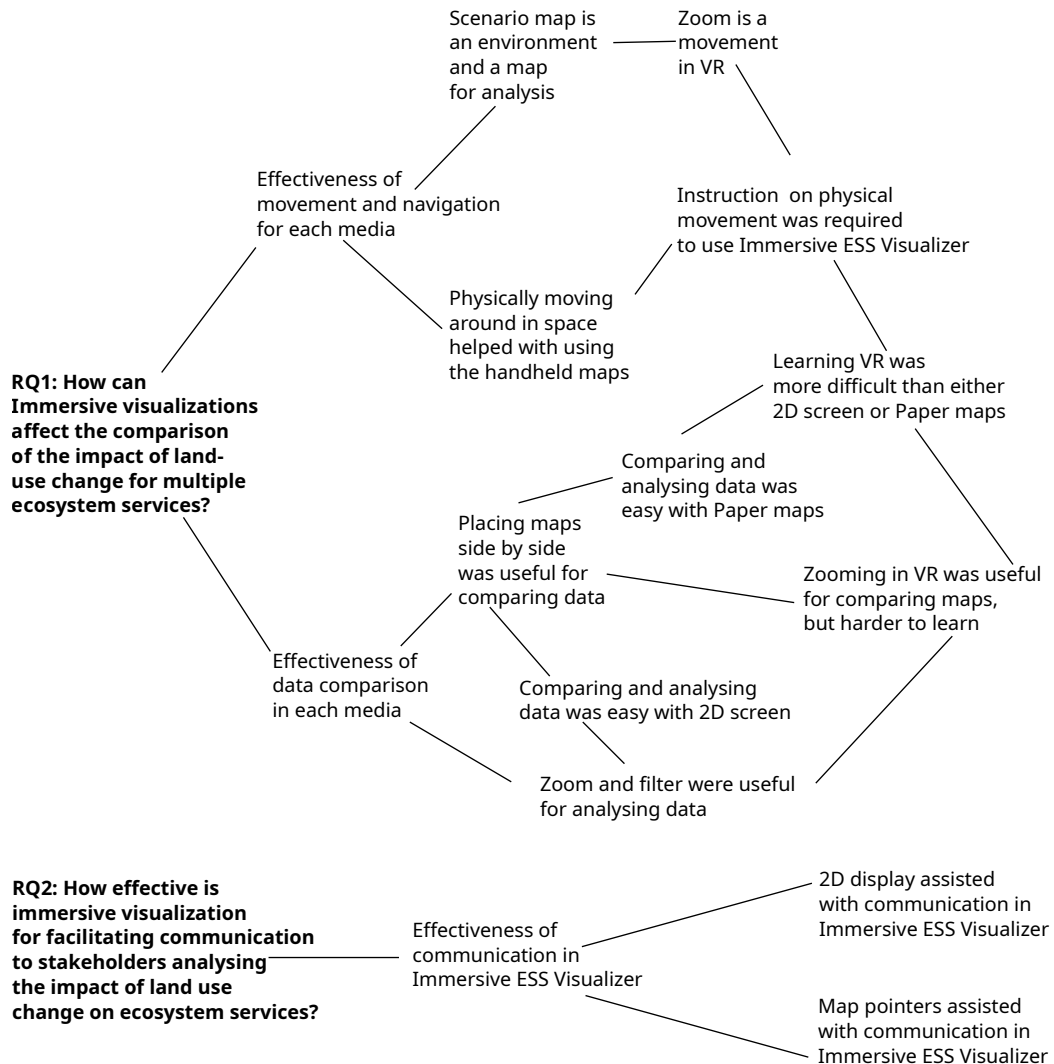 Scenario map is
an environment
and a map
for analysis
Zoom is a
movement
in VR
Effectiveness of
movement and navigation
for each media
Instruction  on physical
movement was required
to use Immersive ESS Visualizer
Physically moving
around in space
helped with using
the handheld maps
RQ1: How can
Immersive visualizations
affect the comparison
of the impact of land-
use change for multiple
ecosystem services?
Learning VR was
more difficult than either
2D screen or Paper maps
Comparing and
analysing data was
easy with Paper maps
Placing maps
side by side
was useful for
comparing data
Zooming in VR was useful
for comparing maps,
but harder to learn
Effectiveness of
data comparison
in each media
Comparing and analysing
data was easy with 2D screen
Zoom and filter were useful
for analysing data
RQ2: How effective is
immersive visualization
for facilitating communication
to stakeholders analysing
the impact of land use
change on ecosystem services?
Effectiveness of
communication in
Immersive ESS Visualizer
2D display assisted
with communication in
Immersive ESS Visualizer
Map pointers assisted
with communication in
Immersive ESS Visualizer